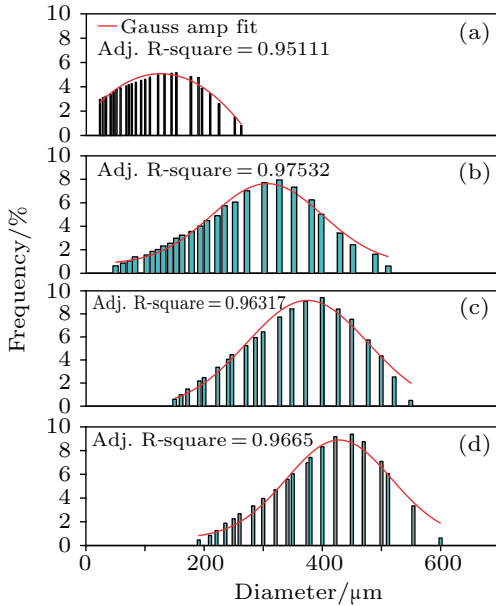 10
Gauss amp fit
(a)
8
Adj. R-square = 0.95111
6
4
2
0
10
Adj. R-square = 0.97532
(b)
8
6
4
2
0
Frequency/%
10
Adj. R-square = 0.96317
(c)
8
6
4
2
0
10
Adj. R-square = 0.9665
(d)
8
6
4
2
0
0 200 400 600
Diameter/µm